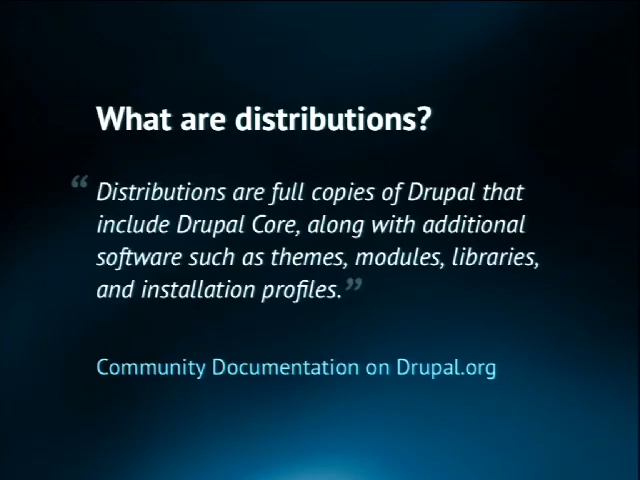 What are distributions?
“ Distributions are full copies of Drupal that
include Drupal Core, along with additional
software such as themes, modules, libraries,
and installation profiles.”
Community Documentation on Drupal.org